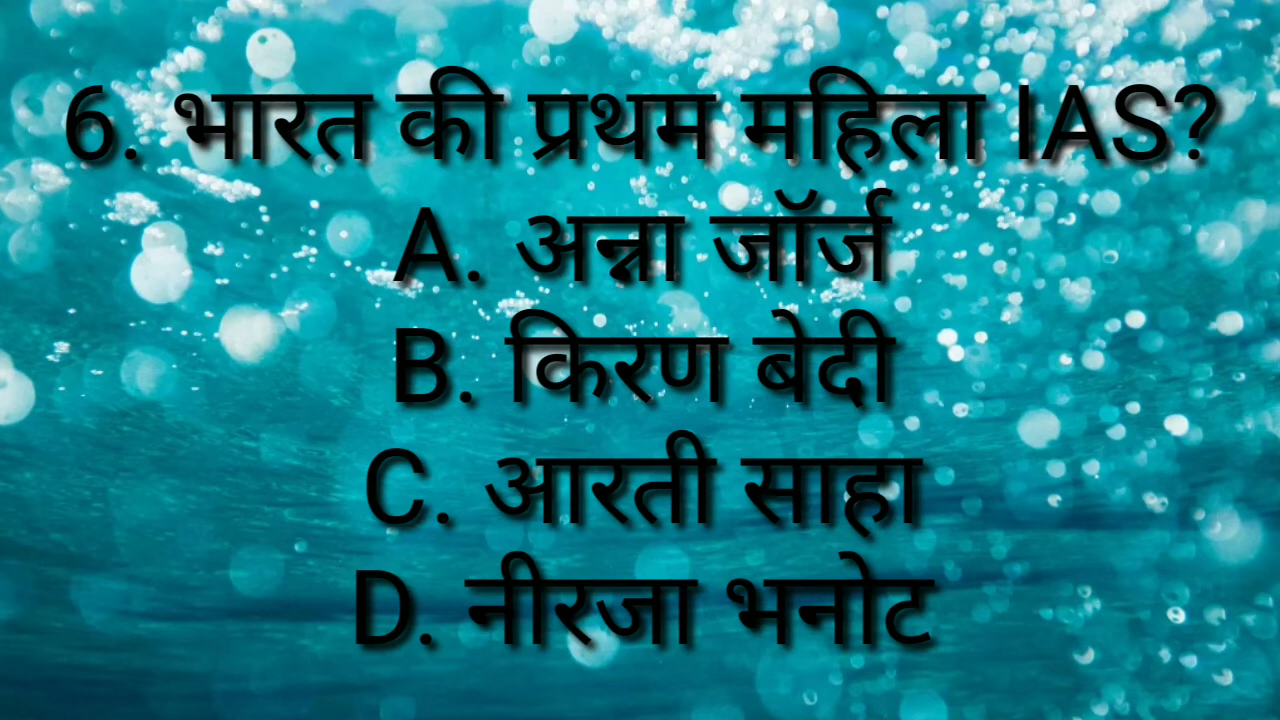 6. भारत की प्रथम महिला IAS?
A. अन्ना जॉर्ज
B. किरण बेदी
C. आरती साहा
D. नीरजा भनोट